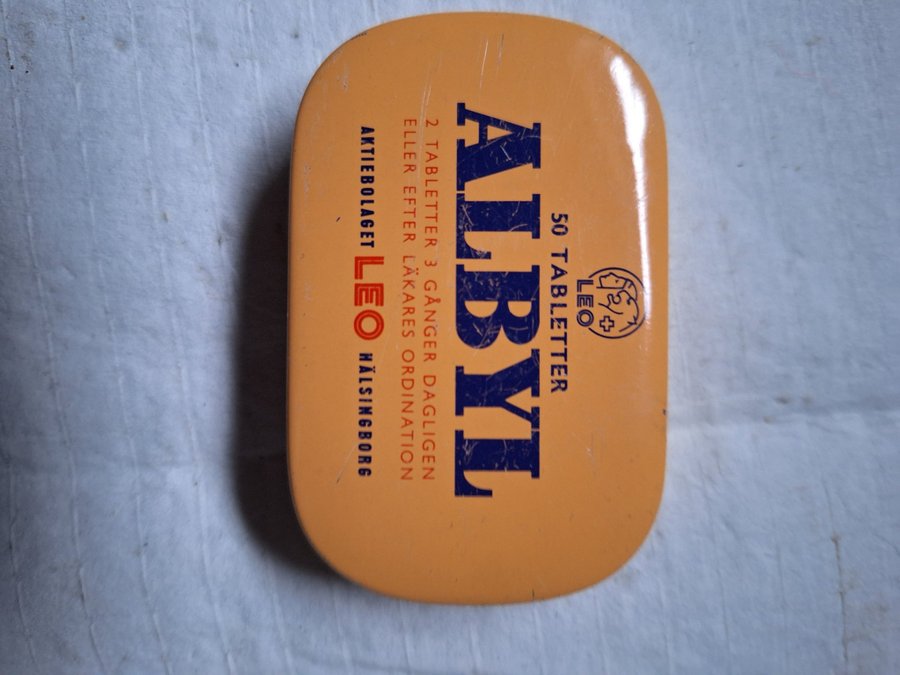 LEO
50 TABLETTER
ALBYL
2 TABLETTER 3 GÅNGER DAGLIGEN
ELLER EFTER LÄKARES ORDINATION
AKTIEBOLAGET LEO HÄLSINGBORG